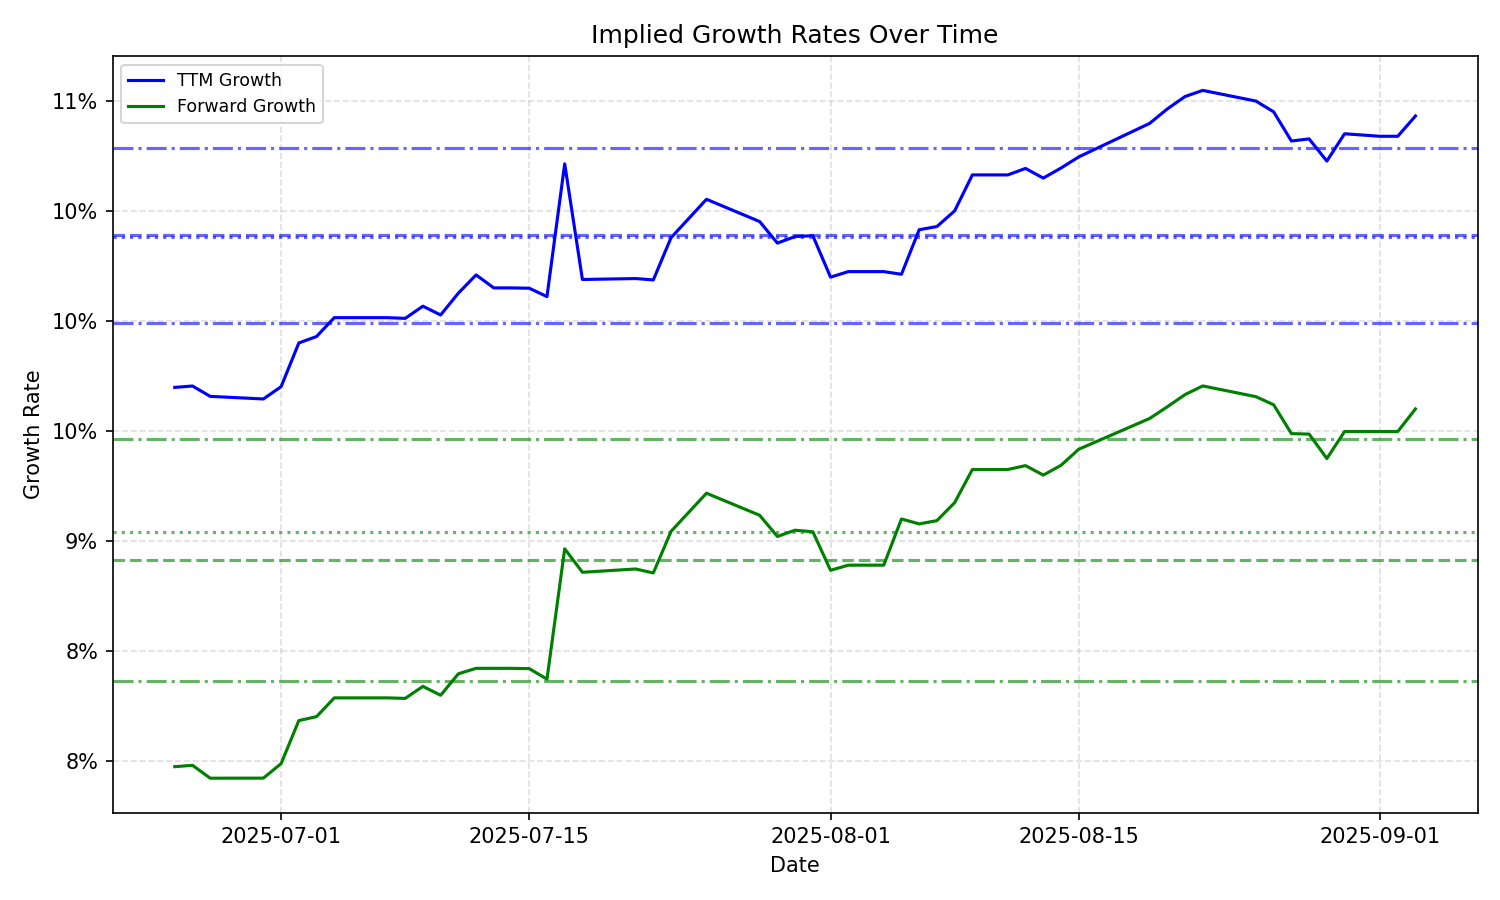 Implied Growth Rates Over Time
TTM Growth
Forward Growth
11%
10%
10%
10%
9%
8%
8%
Growth Rate
2025-07-01
2025-07-15
2025-08-01
2025-08-15
2025-09-01
Date